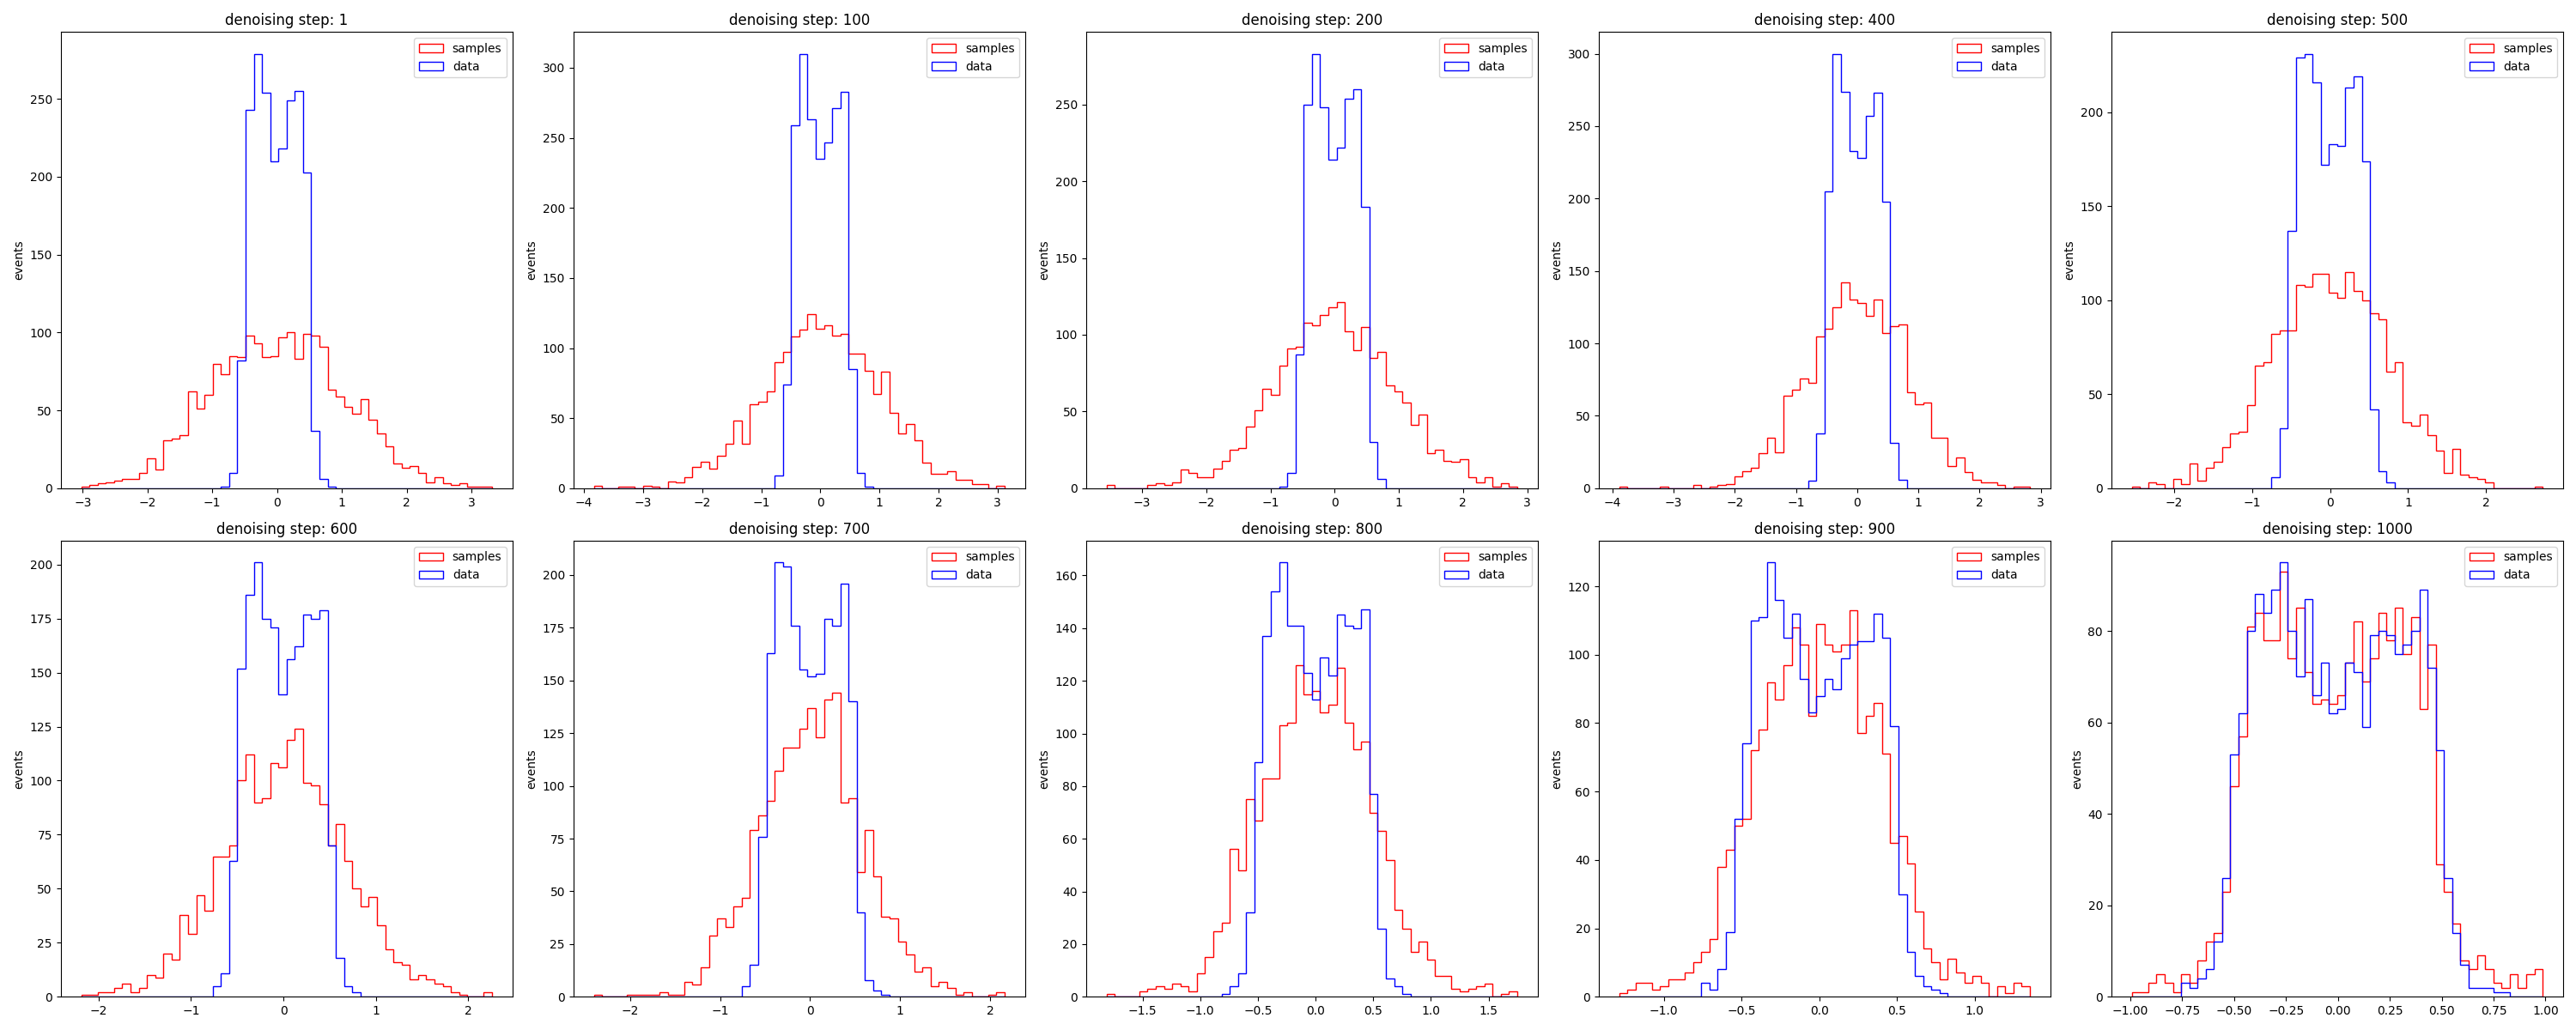 denoising step: 1
samples
data
events
250
200
150
100
50
0
−3 −2 −1 0 1 2 3
denoising step: 100
samples
data
events
300
250
200
150
100
50
0
−4 −3 −2 −1 0 1 2 3
denoising step: 200
samples
data
events
250
200
150
100
50
0
−3 −2 −1 0 1 2 3
denoising step: 400
samples
data
events
300
250
200
150
100
50
0
−4 −3 −2 −1 0 1 2 3
denoising step: 500
samples
data
events
200
150
100
50
0
−2 −1 0 1 2
denoising step: 600
samples
data
events
200
175
150
125
100
75
50
25
0
−2 −1 0 1 2
denoising step: 700
samples
data
events
200
175
150
125
100
75
50
25
0
−2 −1 0 1 2
denoising step: 800
samples
data
events
160
140
120
100
80
60
40
20
0
−1.5 −1.0 −0.5 0.0 0.5 1.0 1.5
denoising step: 900
samples
data
events
120
100
80
60
40
20
0
−1.0 −0.5 0.0 0.5 1.0
denoising step: 1000
samples
data
events
80
60
40
20
0
−1.00 −0.75 −0.50 −0.25 0.00 0.25 0.50 0.75 1.00